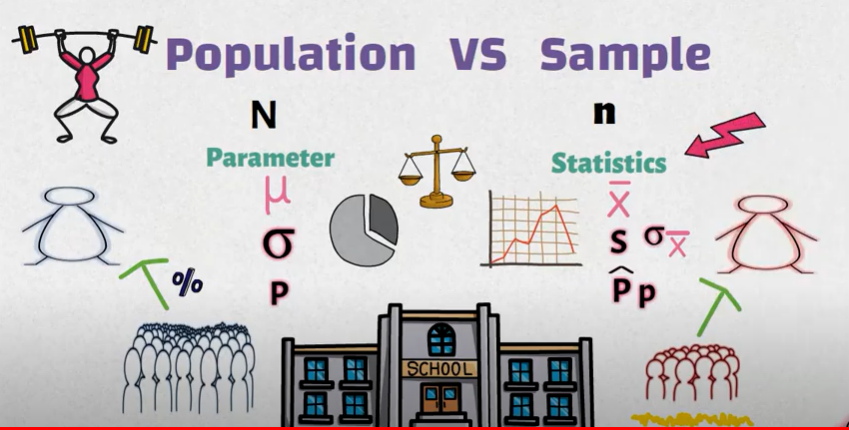 Population VS Sample
N
n
Parameter
Statistics
μ
x̄
σ
s σx̄
%
P
P̂ p
SCHOOL